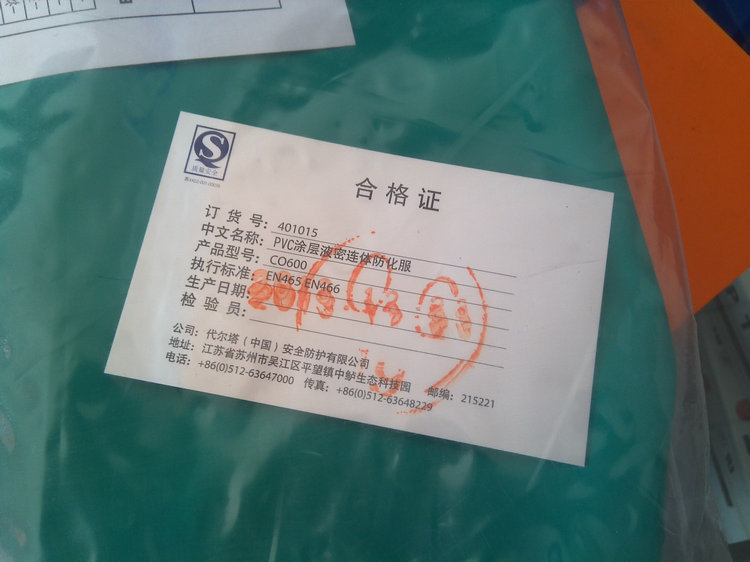 质量安全
合格证
订货号：401015
中文名称：PVC涂层液密连体防化服
产品型号：CO600
执行标准：EN465 EN466
生产日期：
检验员：
公司：代尔塔（中国）安全防护有限公司
地址：江苏省苏州市吴江区平望镇中鲈生态科技园 邮编：215221
电话：+86(0)512-63647000 传真：+86(0)512-63648229